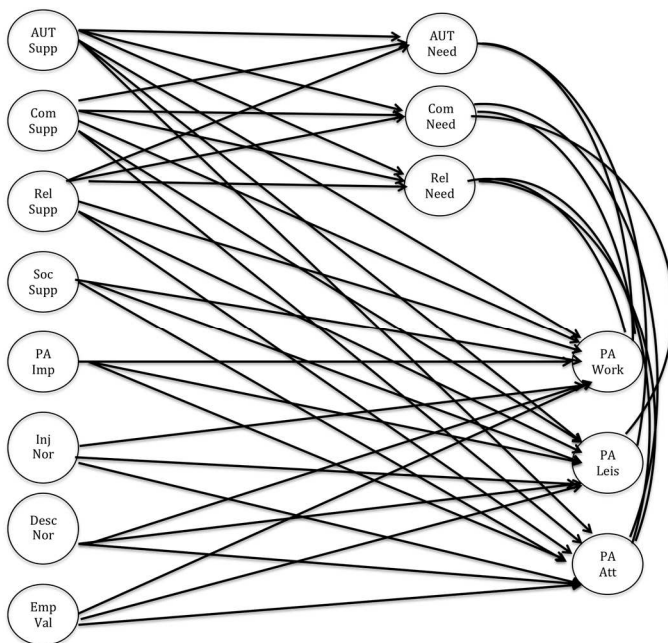 AUT
Supp
Com
Supp
Rel
Supp
Soc
Supp
PA
Imp
Inj
Nor
Desc
Nor
Emp
Val
AUT
Need
Com
Need
Rel
Need
PA
Work
PA
Leis
PA
Att